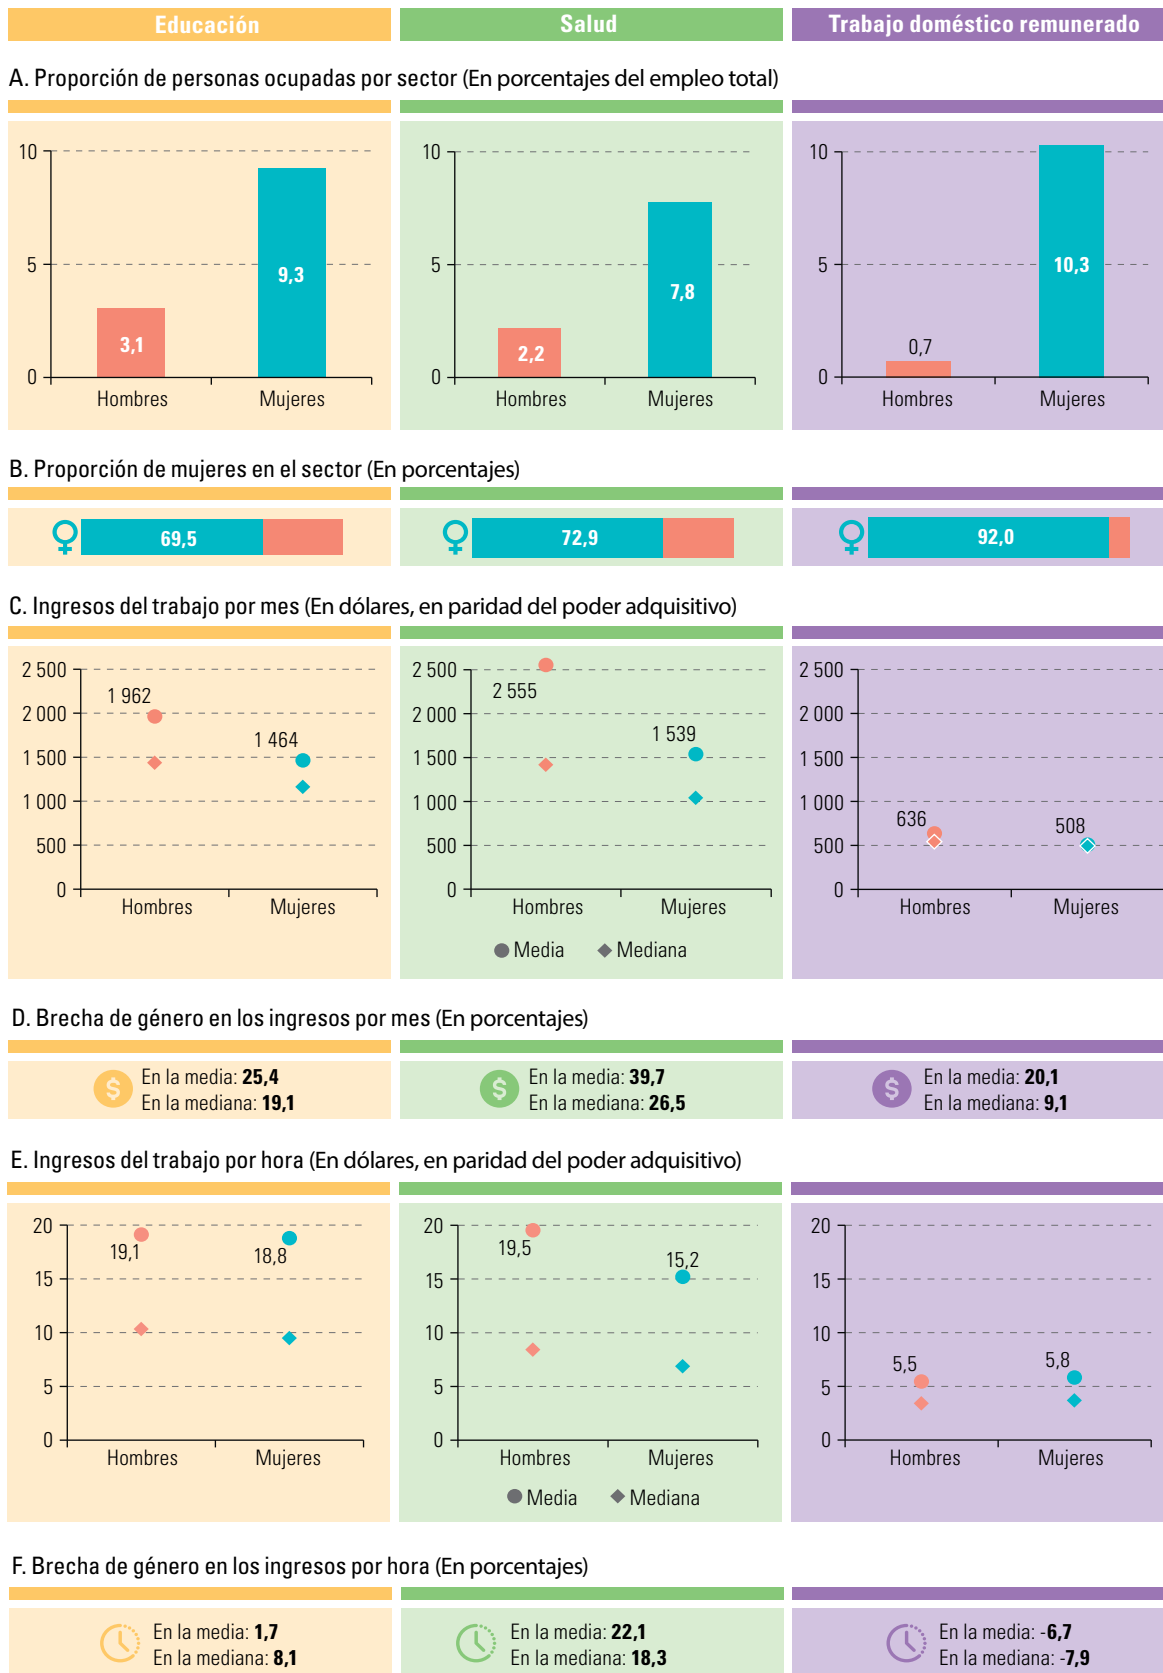 Educación
Salud
Trabajo doméstico remunerado
A. Proporción de personas ocupadas por sector (En porcentajes del empleo total)
10
5
0
3,1
9,3
Hombres
Mujeres
10
5
0
2,2
7,8
Hombres
Mujeres
10
5
0
0,7
10,3
Hombres
Mujeres
B. Proporción de mujeres en el sector (En porcentajes)
69,5
72,9
92,0
C. Ingresos del trabajo por mes (En dólares, en paridad del poder adquisitivo)
2 500
2 000
1 500
1 000
500
0
1 962
1 464
Hombres
Mujeres
2 500
2 000
1 500
1 000
500
0
2 555
1 539
Hombres
Mujeres
Media
Mediana
2 500
2 000
1 500
1 000
500
0
636
508
Hombres
Mujeres
D. Brecha de género en los ingresos por mes (En porcentajes)
$
En la media: 25,4
En la mediana: 19,1
$
En la media: 39,7
En la mediana: 26,5
$
En la media: 20,1
En la mediana: 9,1
E. Ingresos del trabajo por hora (En dólares, en paridad del poder adquisitivo)
20
15
10
5
0
19,1
18,8
Hombres
Mujeres
20
15
10
5
0
19,5
15,2
Hombres
Mujeres
Media
Mediana
20
15
10
5
0
5,5
5,8
Hombres
Mujeres
F. Brecha de género en los ingresos por hora (En porcentajes)
En la media: 1,7
En la mediana: 8,1
En la media: 22,1
En la mediana: 18,3
En la media: -6,7
En la mediana: -7,9